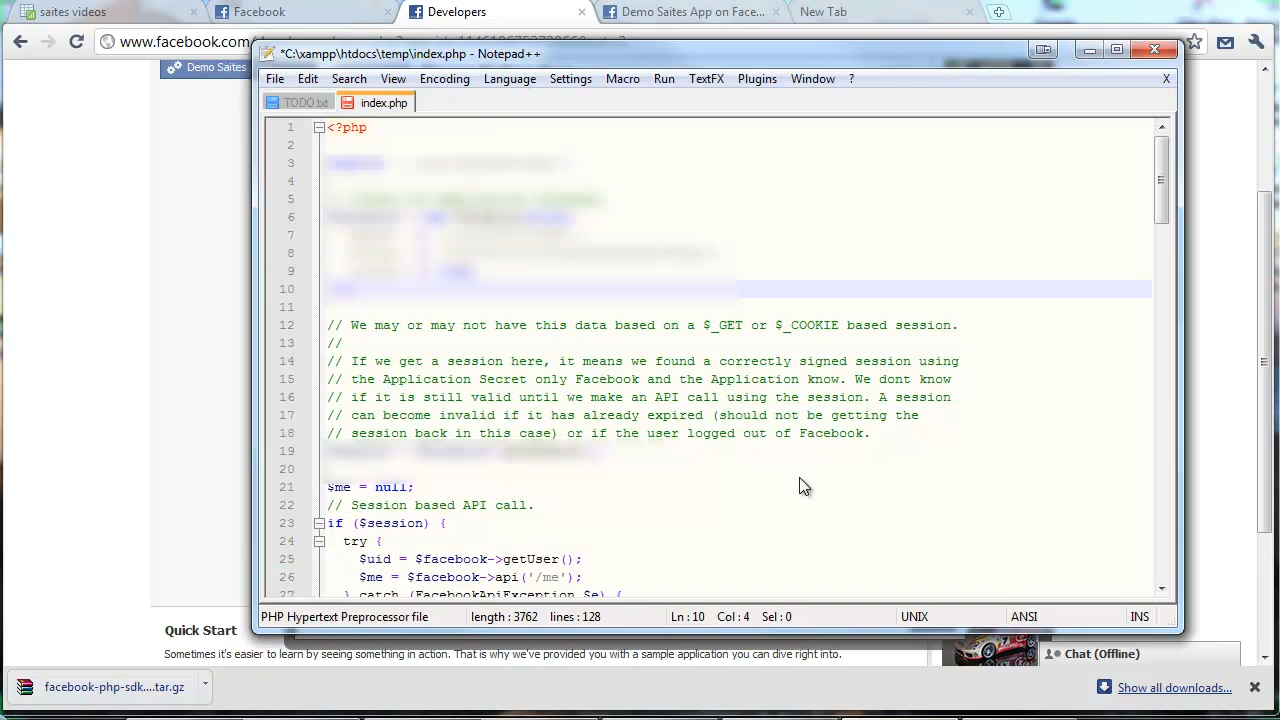 saites videos
Facebook
Developers
Demo Saites App on Face...
New Tab
www.facebook.com
Demo Saites
*C:\xampp\htdocs\temp\index.php - Notepad++
File Edit Search View Encoding Language Settings Macro Run TextFX Plugins Window ? X
TODO.txt
index.php
1 <?php
2
3
4
5
6
7
8
9
10
11
12 // We may or may not have this data based on a $_GET or $_COOKIE based session.
13 //
14 // If we get a session here, it means we found a correctly signed session using
15 // the Application Secret only Facebook and the Application know. We dont know
16 // if it is still valid until we make an API call using the session. A session
17 // can become invalid if it has already expired (should not be getting the
18 // session back in this case) or if the user logged out of Facebook.
19
20
21 $me = null;
22 // Session based API call.
23 if ($session) {
24 try {
25 $uid = $facebook->getUser();
26 $me = $facebook->api('/me');
27 } catch (FacebookApiException $e) {
PHP Hypertext Preprocessor file length : 3762 lines : 128 Ln : 10 Col : 4 Sel : 0 UNIX ANSI INS
Quick Start
Sometimes it's easier to learn by seeing something in action. That is why we've provided you with a sample application you can dive right into.
Chat (Offline)
facebook-php-sdk....tar.gz
Show all downloads...